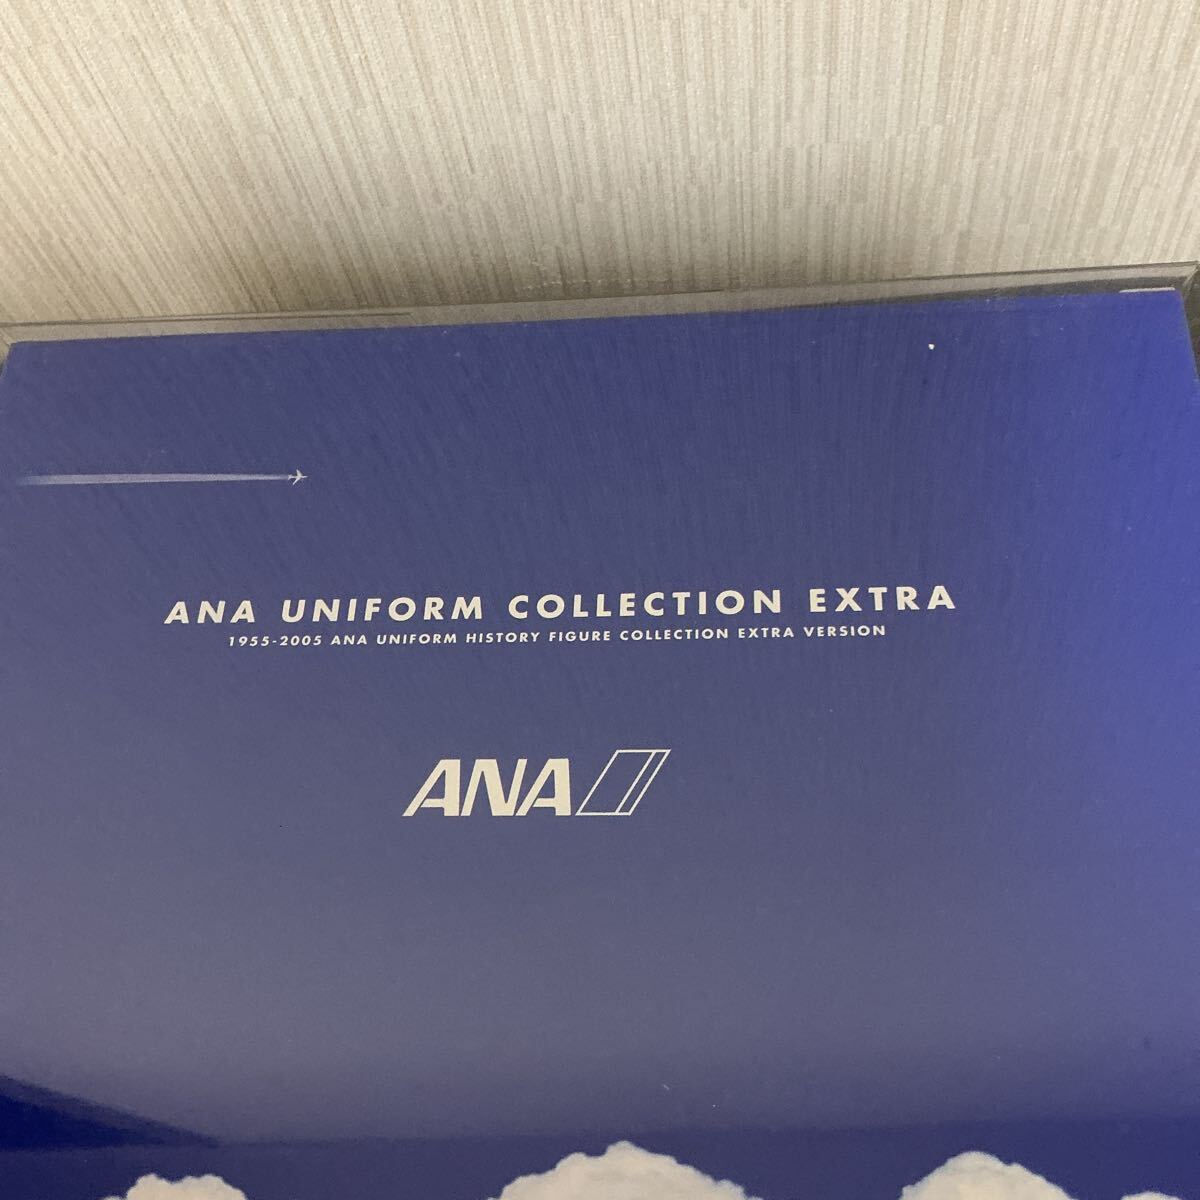 ANA UNIFORM COLLECTION EXTRA
1955-2005 ANA UNIFORM HISTORY FIGURE COLLECTION EXTRA VERSION
ANA